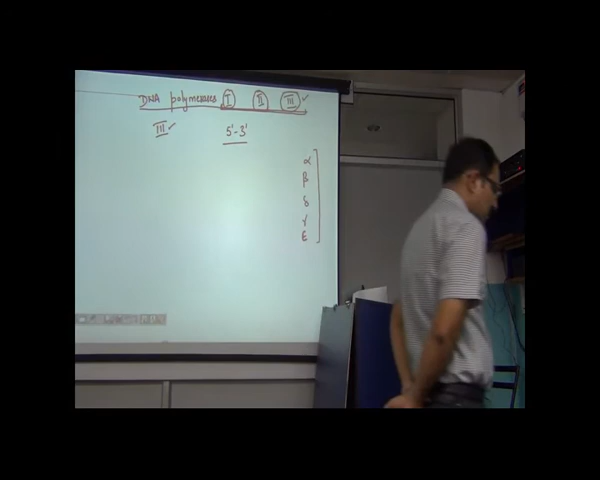 DNA polymerases I II III ✓
III ✓ 5'-3'
α
β
δ
γ
ε